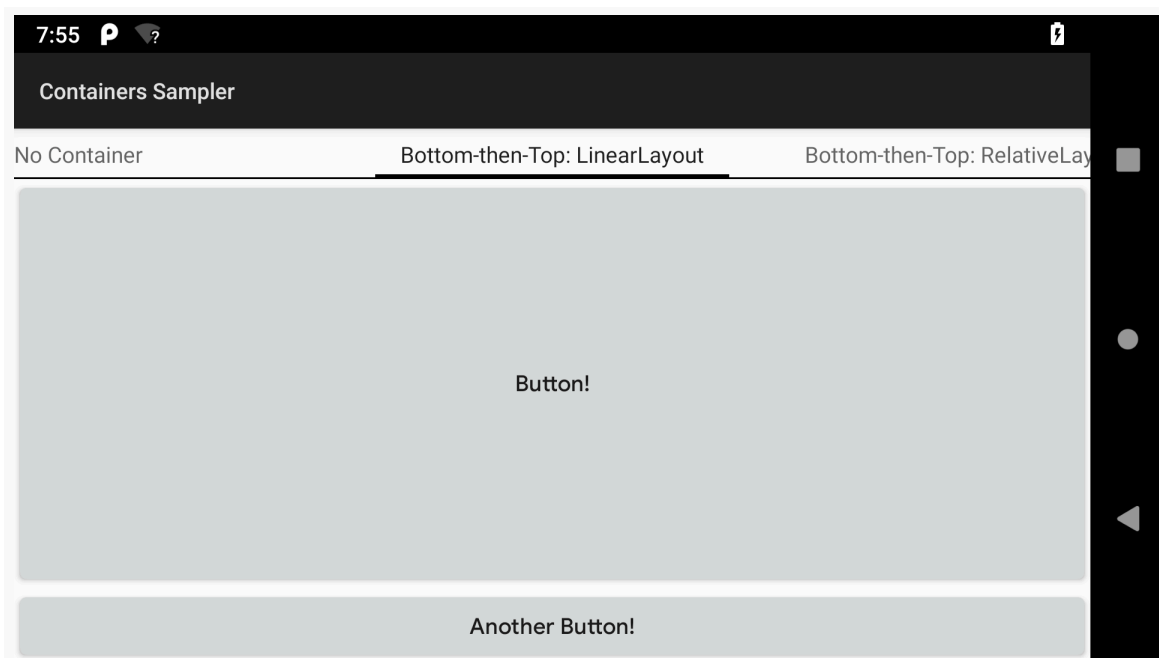 7:55
Containers Sampler
No Container
Bottom-then-Top: LinearLayout
Bottom-then-Top: RelativeLay
Button!
Another Button!